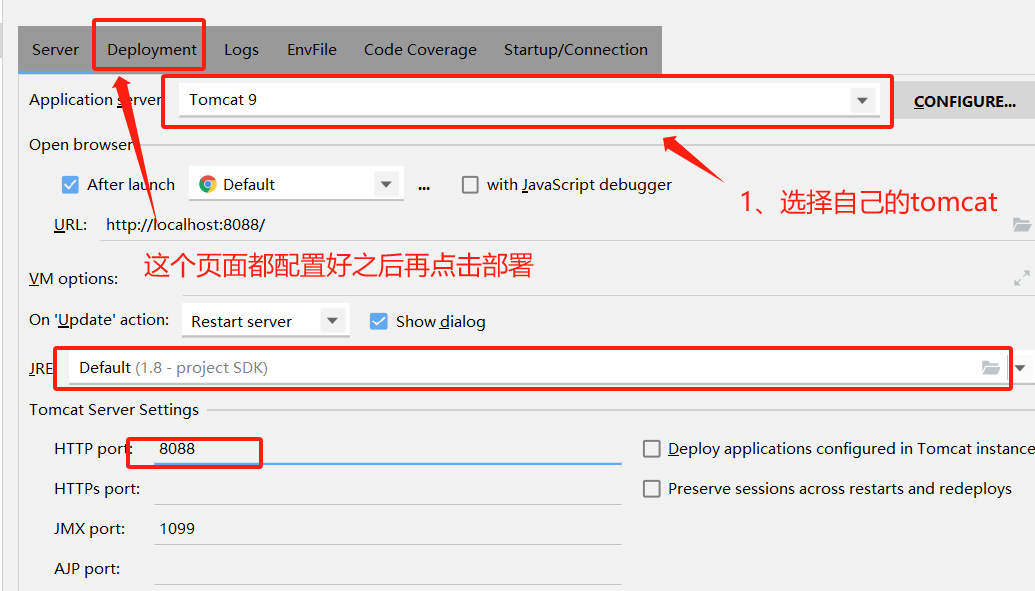 Server Deployment Logs EnvFile Code Coverage Startup/Connection
Application server Tomcat 9 CONFIGURE...
Open browser
After launch Default ... with JavaScript debugger
1、选择自己的tomcat
URL: http://localhost:8088/
这个页面都配置好之后再点击部署
VM options:
On 'Update' action: Restart server Show dialog
JRE Default (1.8 - project SDK)
Tomcat Server Settings
HTTP port: 8088 Deploy applications configured in Tomcat instance
HTTPs port: Preserve sessions across restarts and redeploys
JMX port: 1099
AJP port: